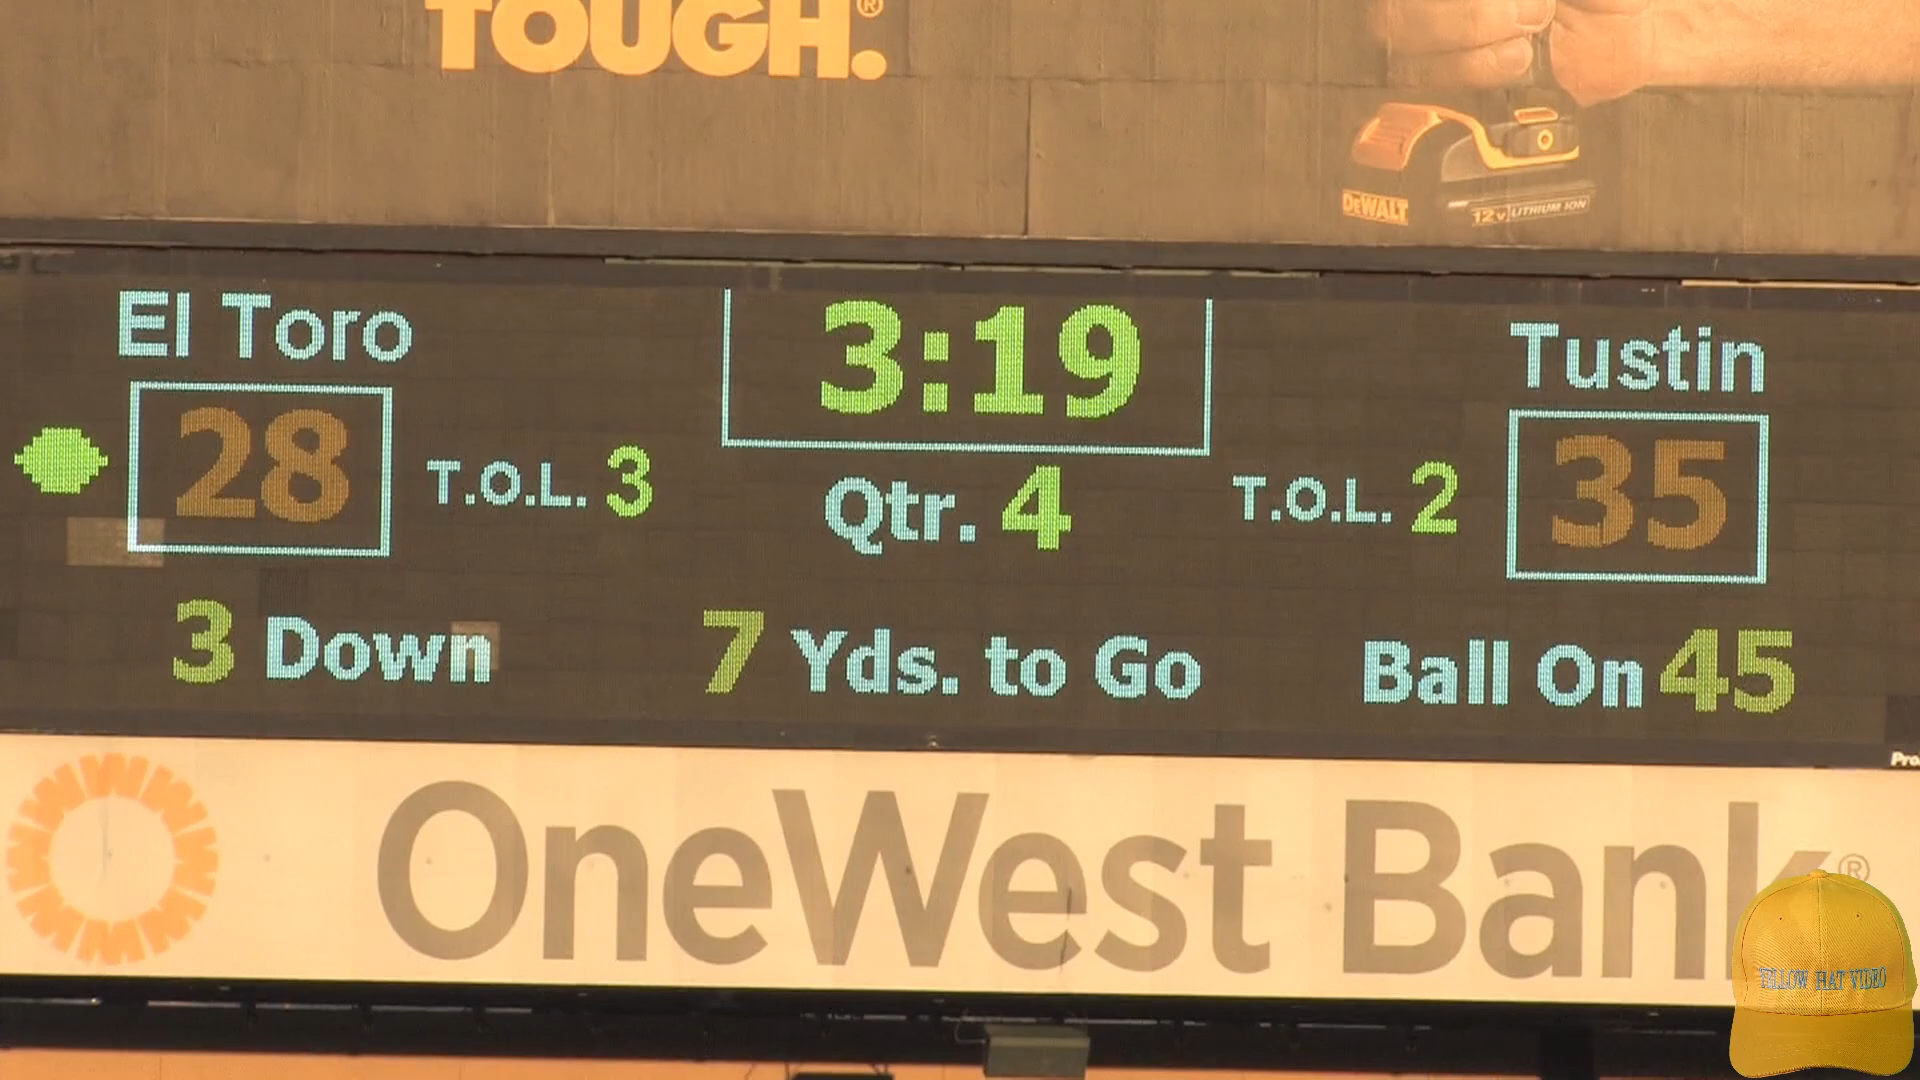 TOUGH.®
DEWALT
12V LITHIUM ION
El Toro
3:19
Tustin
28
T.O.L. 3
Qtr. 4
T.O.L. 2
35
3 Down
7 Yds. to Go
Ball On 45
OneWest Bank®
YELLOW HAT VIDEO